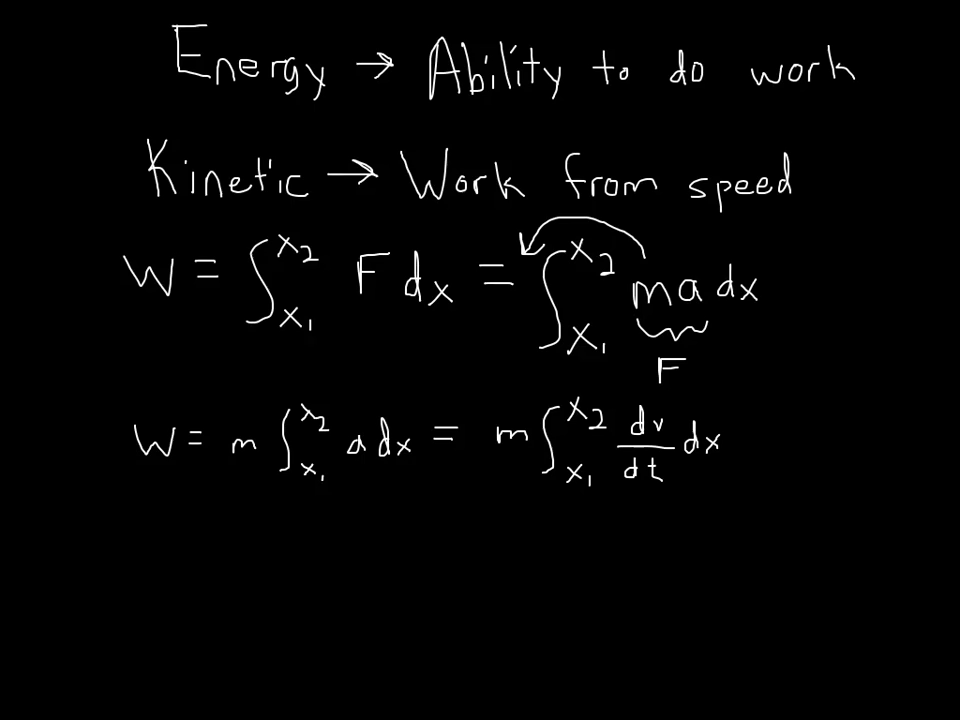 Energy → Ability to do work
Kinetic → Work from speed
W = ∫_{x₁}^{x₂} F dx = ∫_{x₁}^{x₂} ma dx
F
W = m ∫_{x₁}^{x₂} a dx = m ∫_{x₁}^{x₂} dv/dt dx